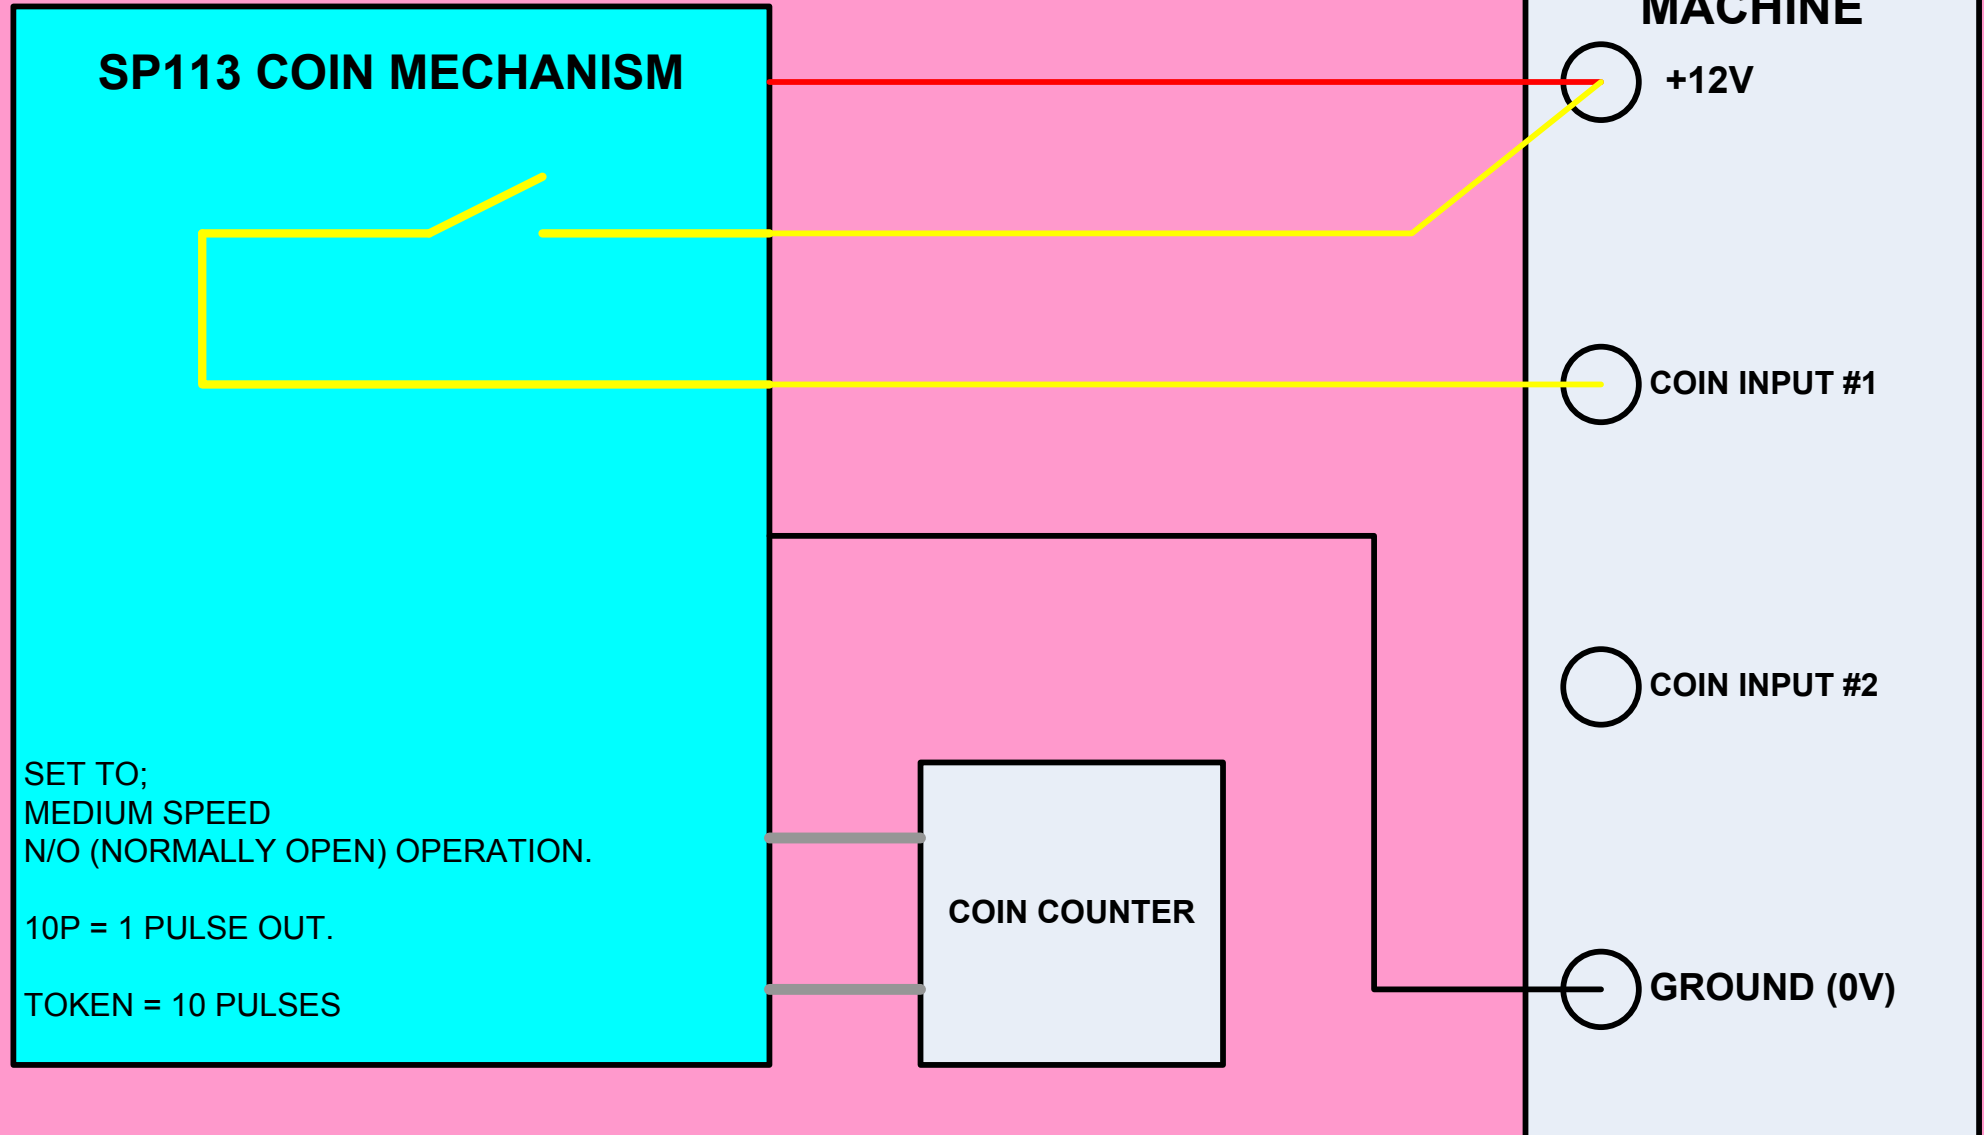 MACHINE
SP113 COIN MECHANISM
+12V
COIN INPUT #1
COIN INPUT #2
SET TO;
MEDIUM SPEED
N/O (NORMALLY OPEN) OPERATION.
10P = 1 PULSE OUT.
TOKEN = 10 PULSES
COIN COUNTER
GROUND (0V)